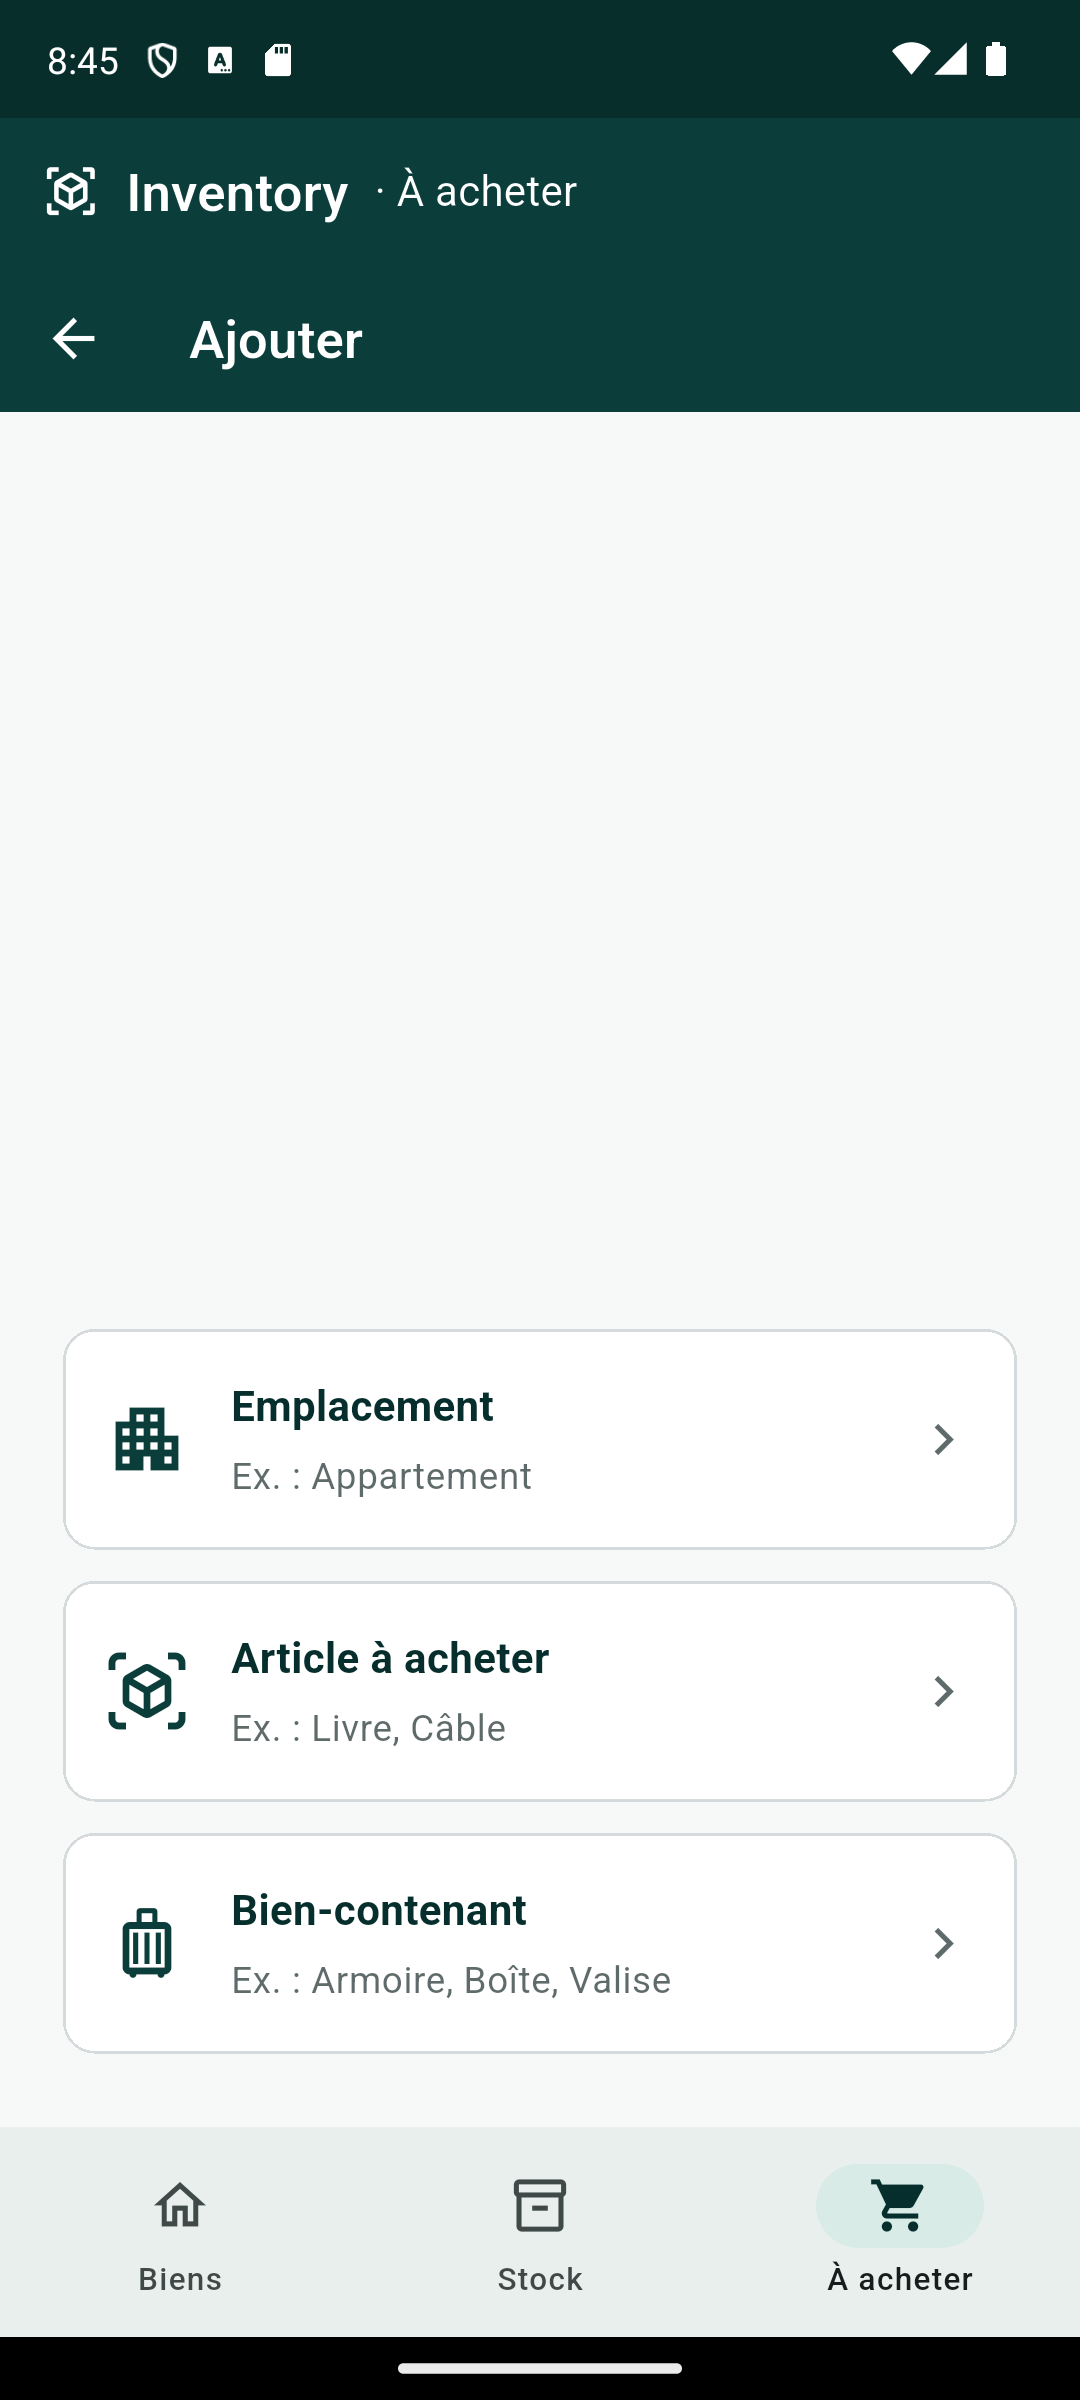 8:45
Inventory · À acheter
Ajouter
Emplacement
Ex. : Appartement
Article à acheter
Ex. : Livre, Câble
Bien-contenant
Ex. : Armoire, Boîte, Valise
Biens
Stock
À acheter